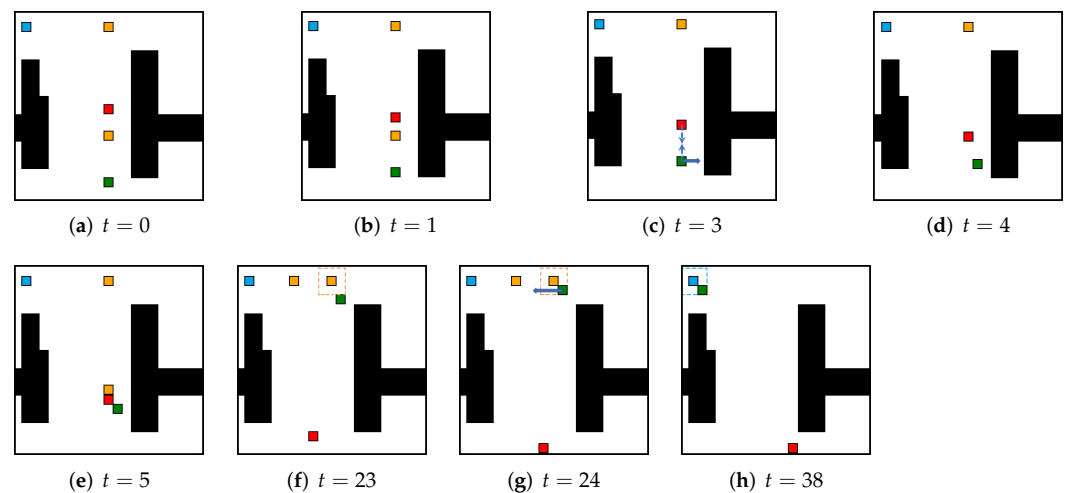 (a) t = 0
(b) t = 1
(c) t = 3
(d) t = 4
(e) t = 5
(f) t = 23
(g) t = 24
(h) t = 38